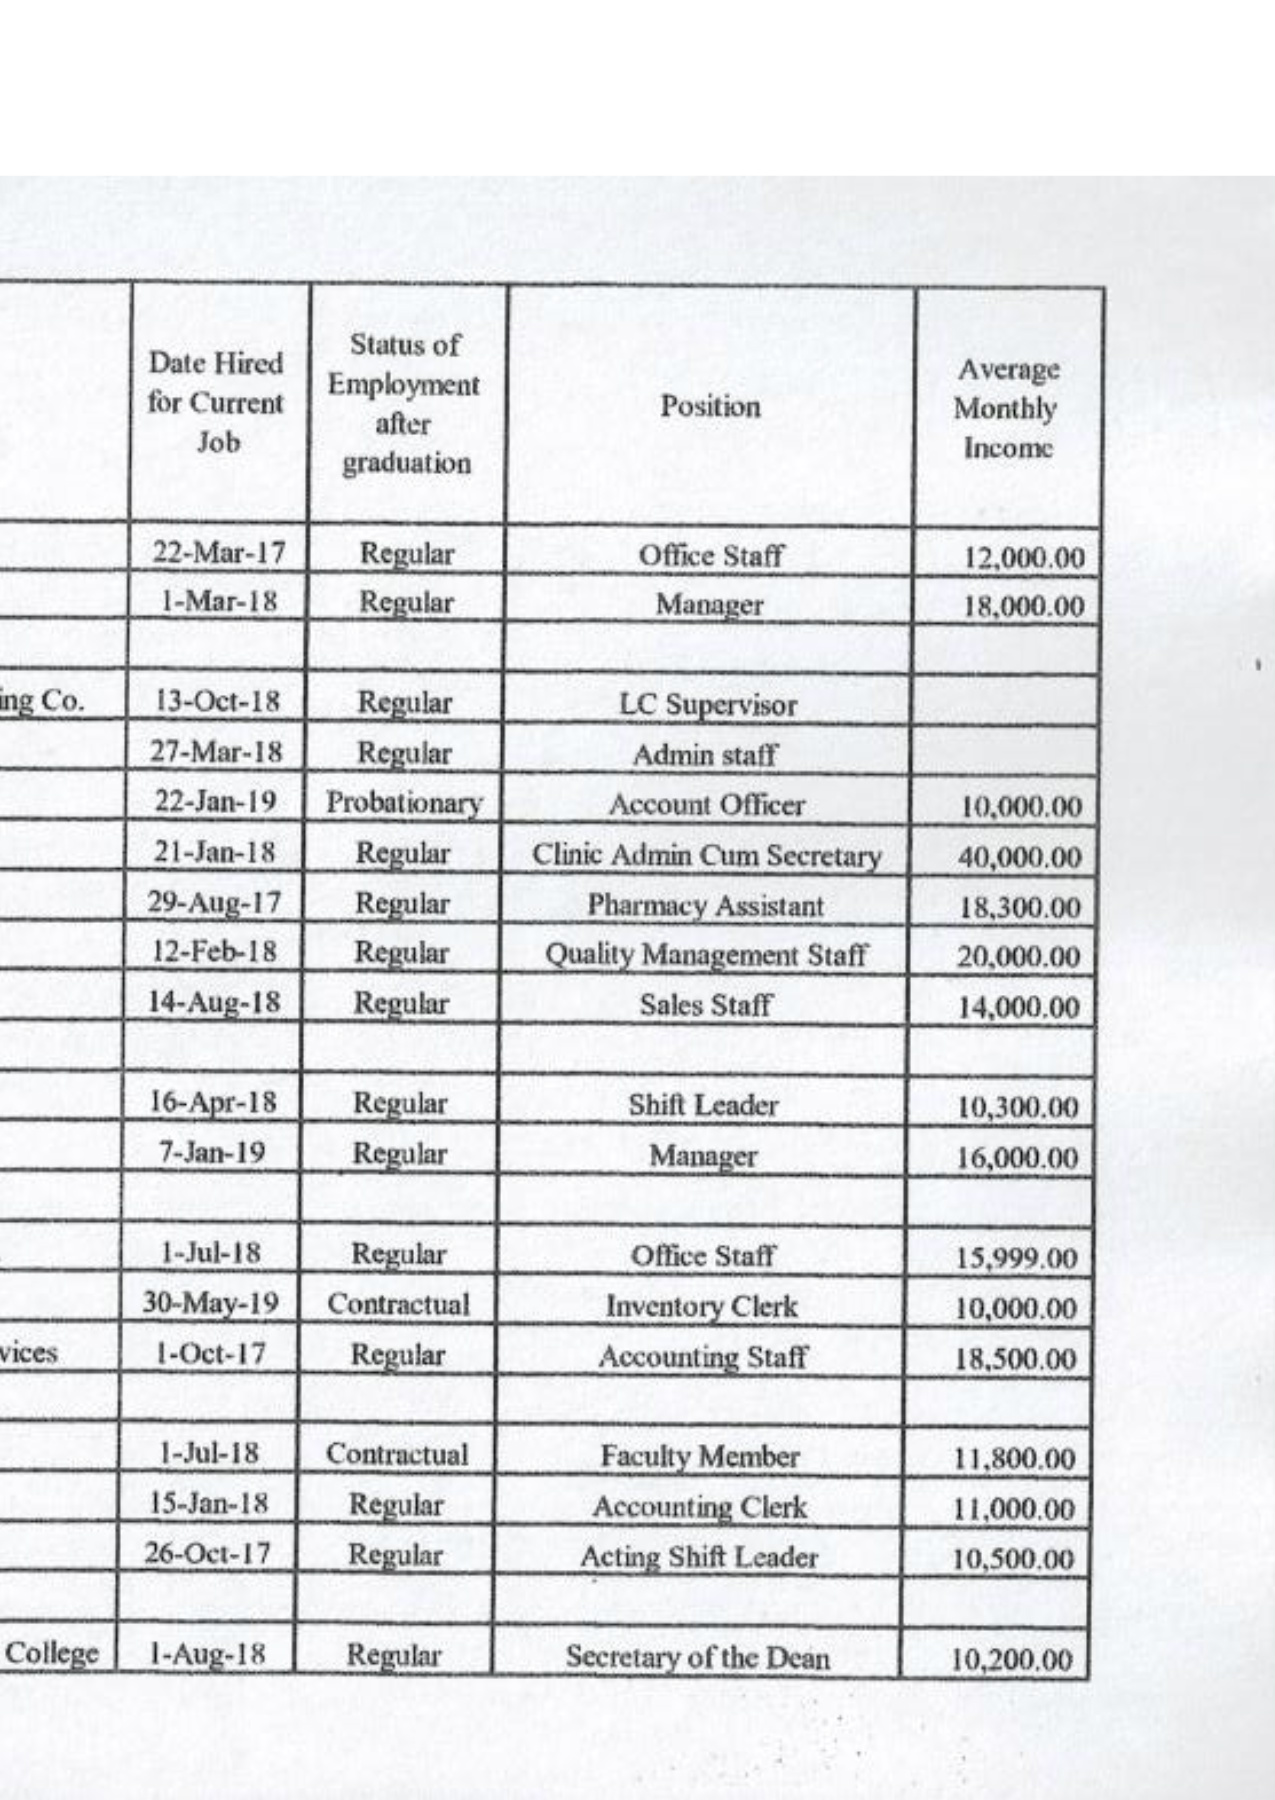 Date Hired for Current Job Status of Employment after graduation Position Average Monthly Income
22-Mar-17 Regular Office Staff 12,000.00
1-Mar-18 Regular Manager 18,000.00
ing Co. 13-Oct-18 Regular LC Supervisor
27-Mar-18 Regular Admin staff
22-Jan-19 Probationary Account Officer 10,000.00
21-Jan-18 Regular Clinic Admin Cum Secretary 40,000.00
29-Aug-17 Regular Pharmacy Assistant 18,300.00
12-Feb-18 Regular Quality Management Staff 20,000.00
14-Aug-18 Regular Sales Staff 14,000.00
16-Apr-18 Regular Shift Leader 10,300.00
7-Jan-19 Regular Manager 16,000.00
1-Jul-18 Regular Office Staff 15,999.00
30-May-19 Contractual Inventory Clerk 10,000.00
vices 1-Oct-17 Regular Accounting Staff 18,500.00
1-Jul-18 Contractual Faculty Member 11,800.00
15-Jan-18 Regular Accounting Clerk 11,000.00
26-Oct-17 Regular Acting Shift Leader 10,500.00
College 1-Aug-18 Regular Secretary of the Dean 10,200.00